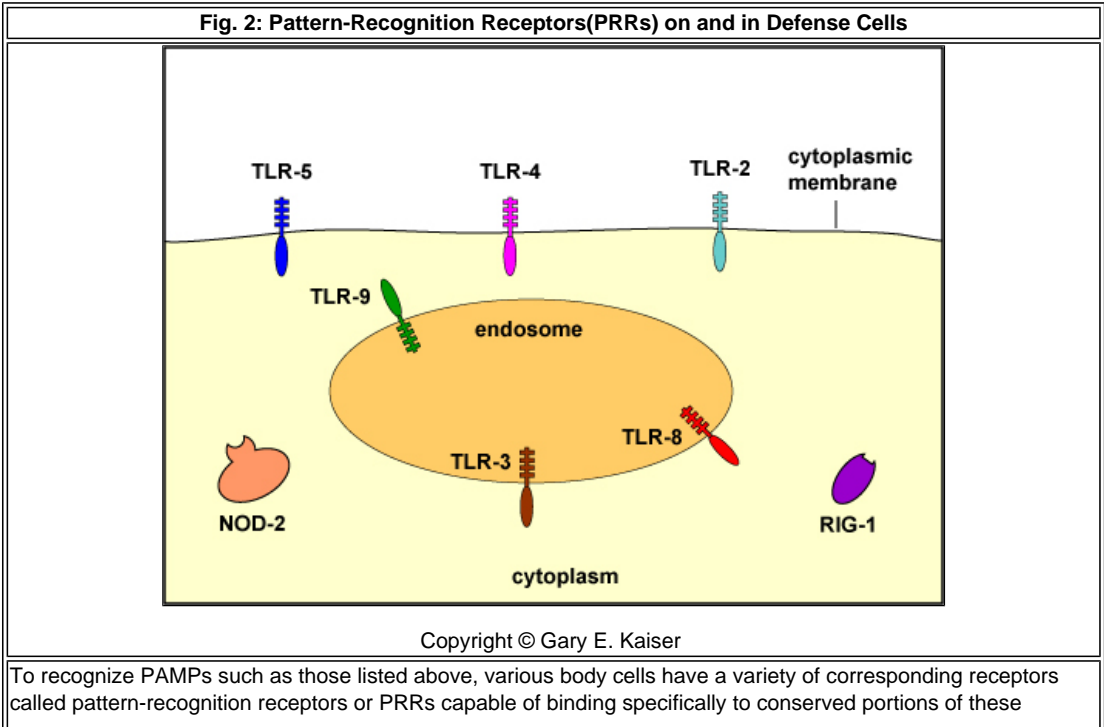 Fig. 2: Pattern-Recognition Receptors(PRRs) on and in Defense Cells
TLR-5
TLR-4
TLR-2
cytoplasmic
membrane
TLR-9
endosome
TLR-8
TLR-3
NOD-2
RIG-1
cytoplasm
Copyright © Gary E. Kaiser
To recognize PAMPs such as those listed above, various body cells have a variety of corresponding receptors
called pattern-recognition receptors or PRRs capable of binding specifically to conserved portions of these